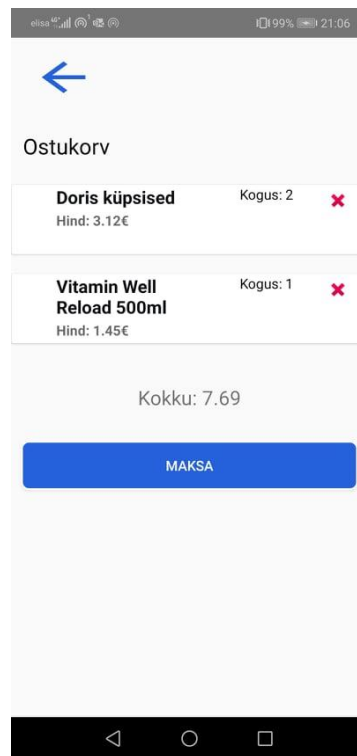 elisa 99% 21:06
Ostukorv
Doris küpsised Kogus: 2
Hind: 3.12€
Vitamin Well Kogus: 1
Reload 500ml
Hind: 1.45€
Kokku: 7.69
MAKSA